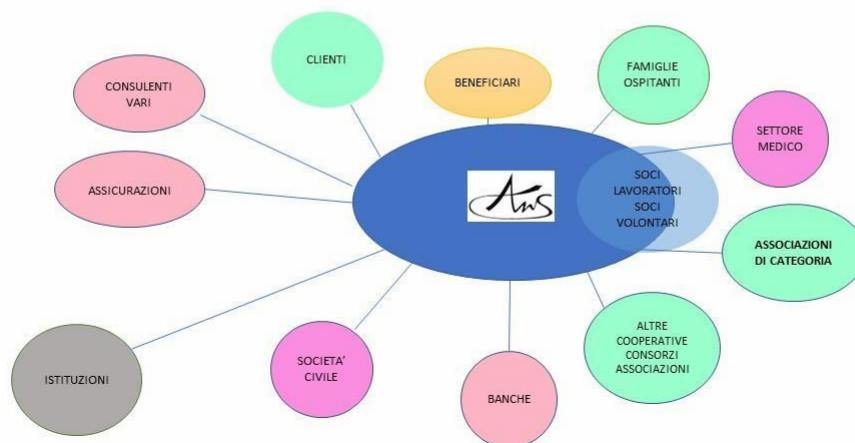 CLIENTI
BENEFICIARI
FAMIGLIE
OSPITANTI
CONSULENTI
VARI
SETTORE
MEDICO
ASSICURAZIONI
AnS
SOCI
LAVORATORI
SOCI
VOLONTARI
ASSOCIAZIONI
DI CATEGORIA
ISTITUZIONI
SOCIETA'
CIVILE
BANCHE
ALTRE
COOPERATIVE
CONSORZI
ASSOCIAZIONI